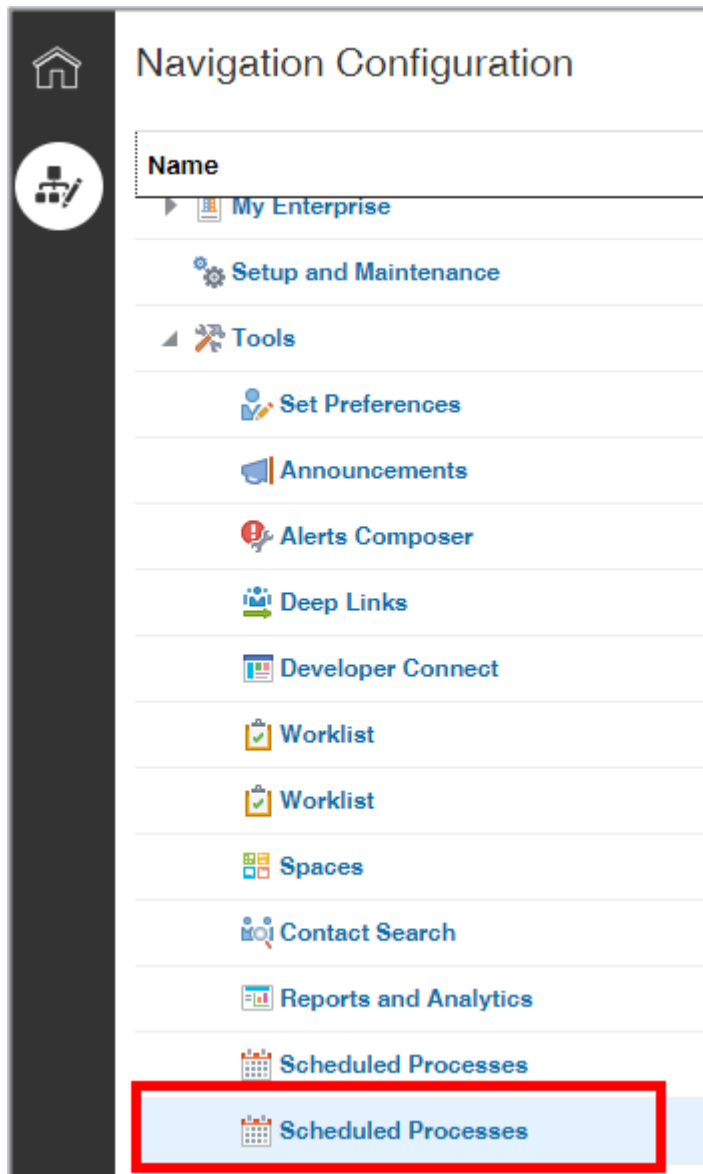 Navigation Configuration
Name
My Enterprise
Setup and Maintenance
Tools
Set Preferences
Announcements
Alerts Composer
Deep Links
Developer Connect
Worklist
Worklist
Spaces
Contact Search
Reports and Analytics
Scheduled Processes
Scheduled Processes